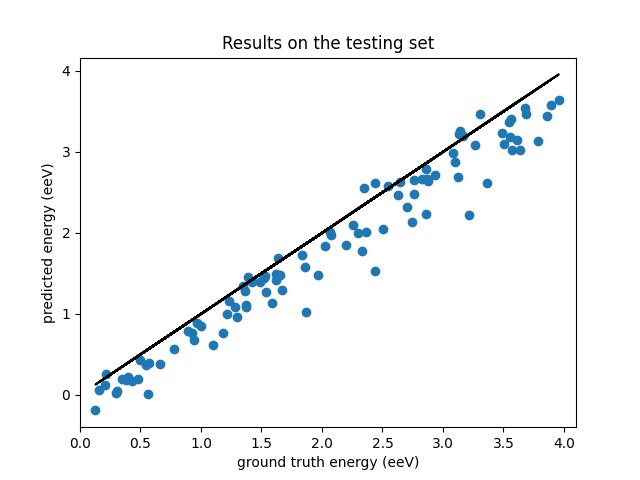 Results on the testing set
predicted energy (eeV)
4
3
2
1
0
0.0 0.5 1.0 1.5 2.0 2.5 3.0 3.5 4.0
ground truth energy (eeV)